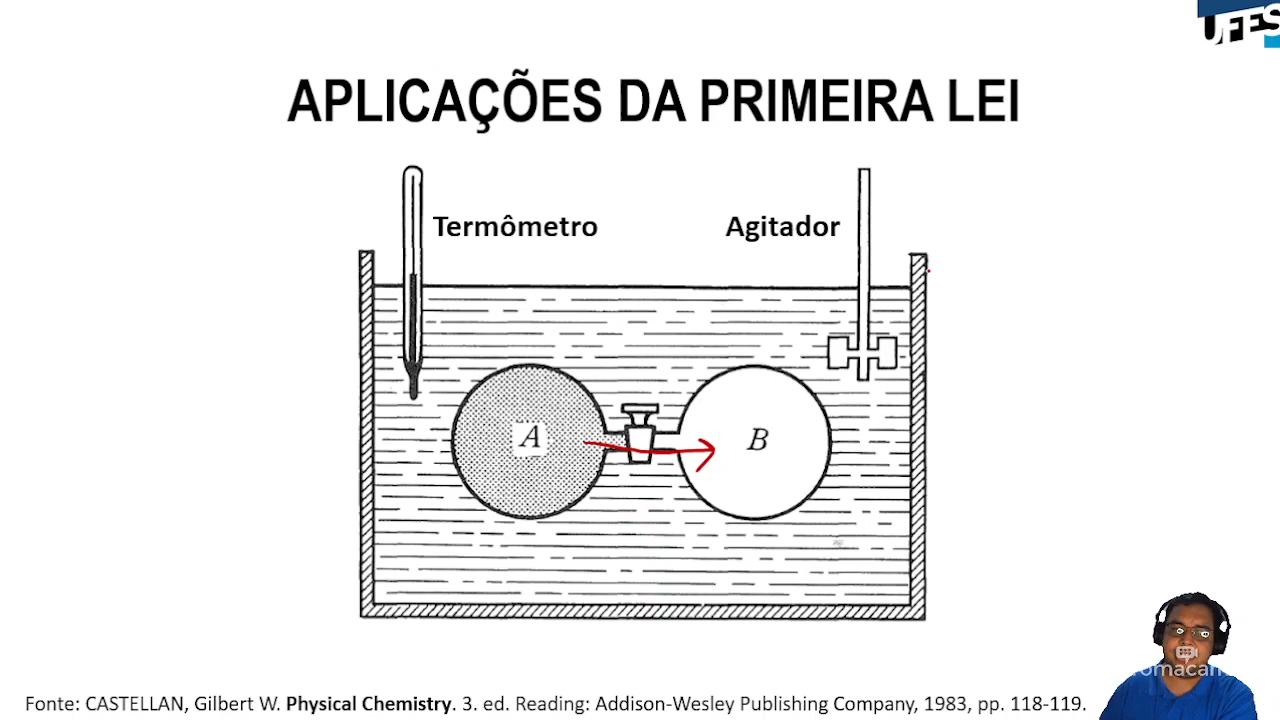 UFES
APLICAÇÕES DA PRIMEIRA LEI
Termômetro
Agitador
A
B
Fonte: CASTELLAN, Gilbert W. Physical Chemistry. 3. ed. Reading: Addison-Wesley Publishing Company, 1983, pp. 118-119.